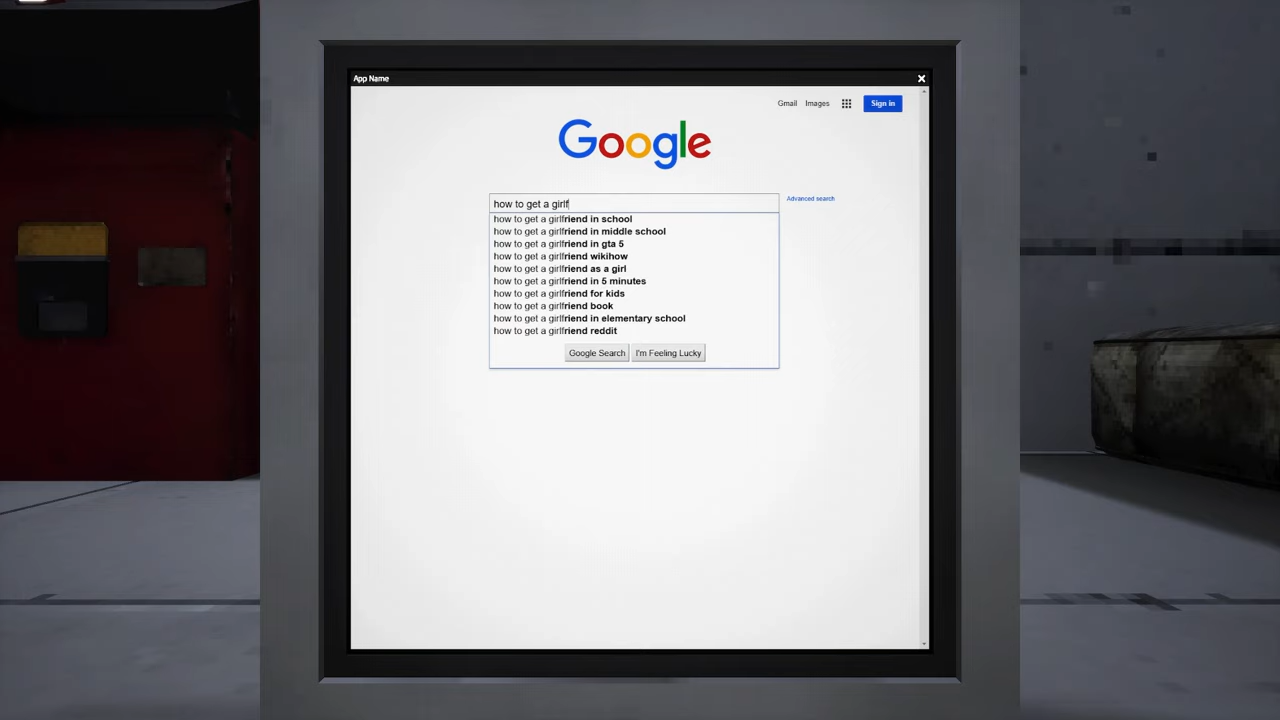 App Name
Gmail Images Sign in
Google
how to get a girlf
Advanced search
how to get a girlfriend in school
how to get a girlfriend in middle school
how to get a girlfriend in gta 5
how to get a girlfriend wikihow
how to get a girlfriend as a girl
how to get a girlfriend in 5 minutes
how to get a girlfriend for kids
how to get a girlfriend book
how to get a girlfriend in elementary school
how to get a girlfriend reddit
Google Search I'm Feeling Lucky